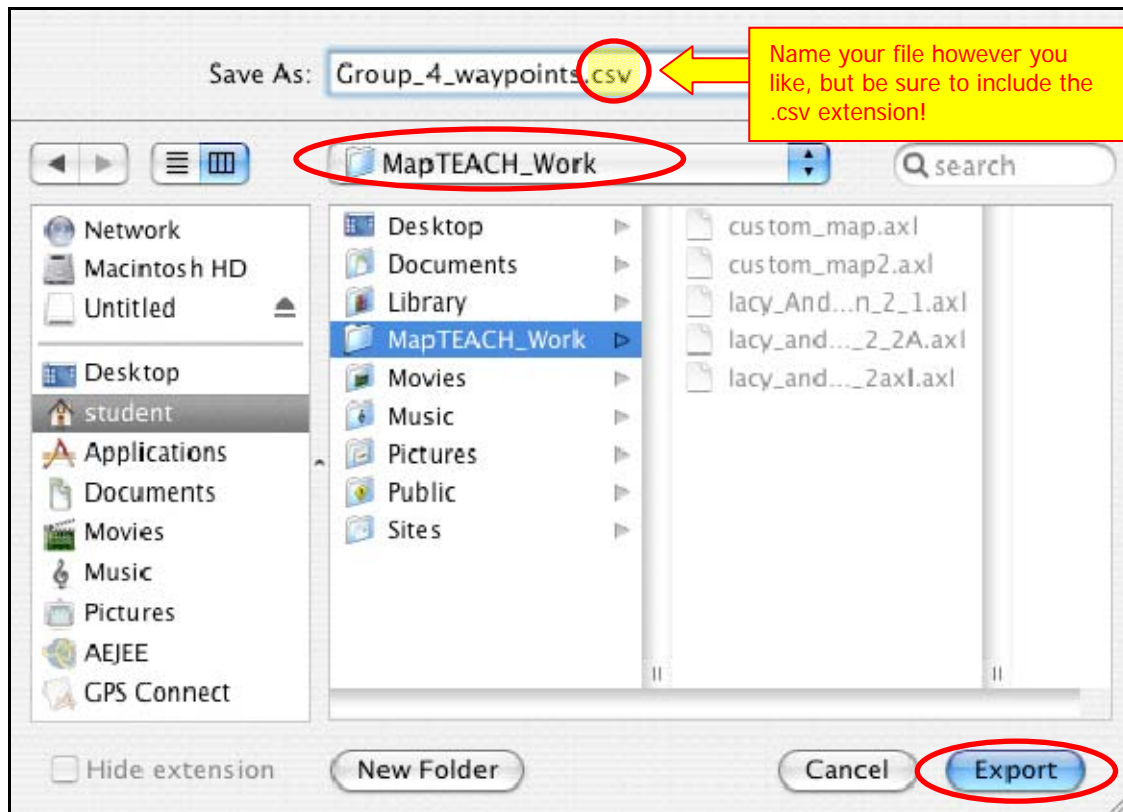 Save As: Group_4_waypoints.csv
Name your file however you
like, but be sure to include the
.csv extension!
MapTEACH_Work
search
Network
Macintosh HD
Untitled
Desktop
student
Applications
Documents
Movies
Music
Pictures
AEJEE
GPS Connect
Desktop
Documents
Library
MapTEACH_Work
Movies
Music
Pictures
Public
Sites
custom_map.axl
custom_map2.axl
lacy_And...n_2_1.axl
lacy_and..._2_2A.axl
lacy_and..._2axl.axl
Hide extension
New Folder
Cancel
Export